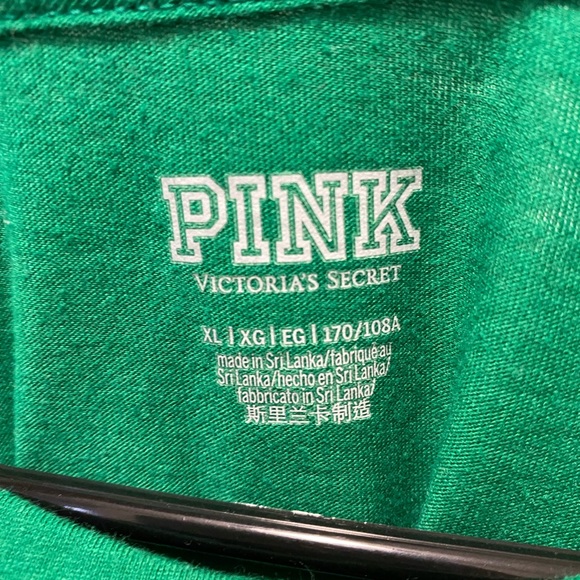 PINK
VICTORIA'S SECRET
XL | XG | EG | 170/108A
made in Sri Lanka/fabriqué au
Sri Lanka/hecho en Sri Lanka/
fabbricato in Sri Lanka/
斯里兰卡制造